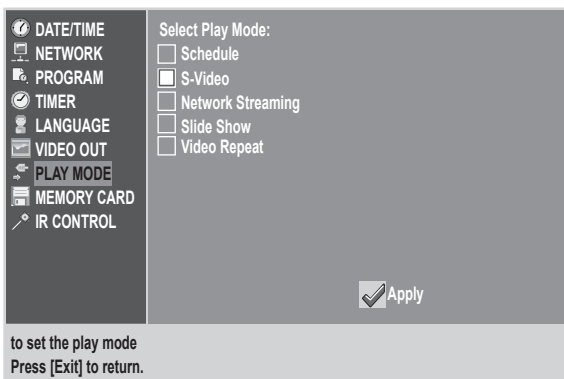 DATE/TIME
NETWORK
PROGRAM
TIMER
LANGUAGE
VIDEO OUT
PLAY MODE
MEMORY CARD
IR CONTROL
Select Play Mode:
Schedule
S-Video
Network Streaming
Slide Show
Video Repeat
Apply
to set the play mode
Press [Exit] to return.